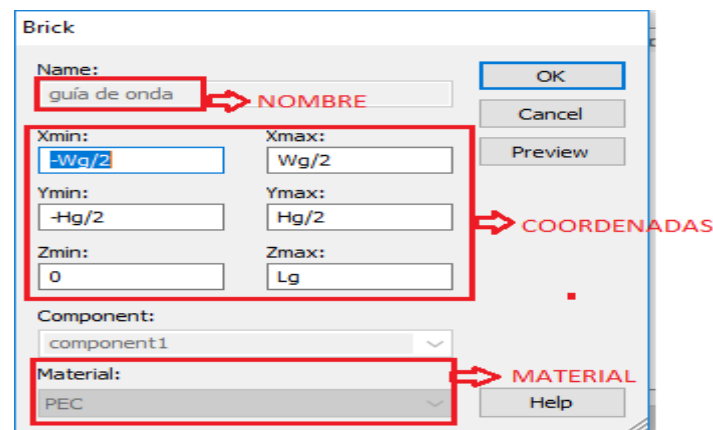 Brick
Name:
OK
guía de onda
NOMBRE
Cancel
Xmin:
Xmax:
-Wg/2
Wg/2
Preview
Ymin:
Ymax:
-Hg/2
Hg/2
COORDENADAS
Zmin:
Zmax:
0
Lg
Component:
component1
Material:
MATERIAL
PEC
Help